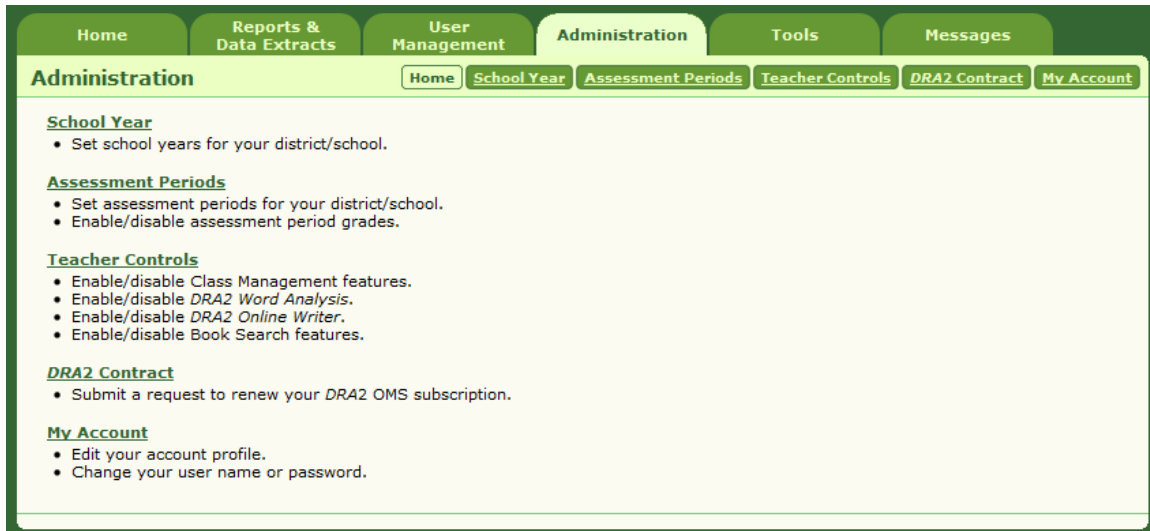 Home
Reports &
Data Extracts
User
Management
Administration
Tools
Messages
Administration
Home School Year Assessment Periods Teacher Controls DRA2 Contract My Account
School Year
• Set school years for your district/school.
Assessment Periods
• Set assessment periods for your district/school.
• Enable/disable assessment period grades.
Teacher Controls
• Enable/disable Class Management features.
• Enable/disable DRA2 Word Analysis.
• Enable/disable DRA2 Online Writer.
• Enable/disable Book Search features.
DRA2 Contract
• Submit a request to renew your DRA2 OMS subscription.
My Account
• Edit your account profile.
• Change your user name or password.